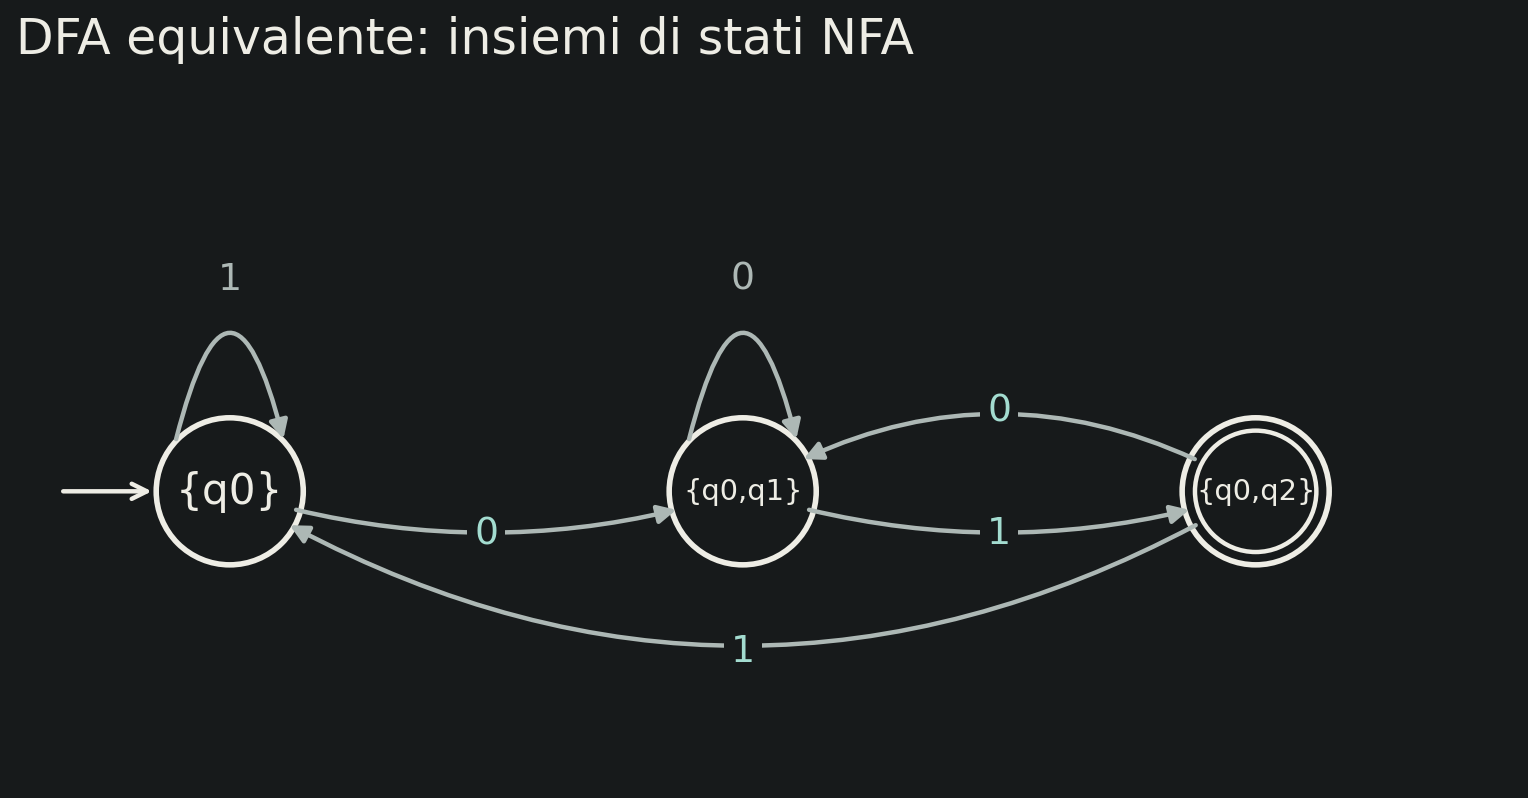 DFA equivalente: insiemi di stati NFA
1
0
0
{q0}
{q0,q1}
{q0,q2}
0
1
1